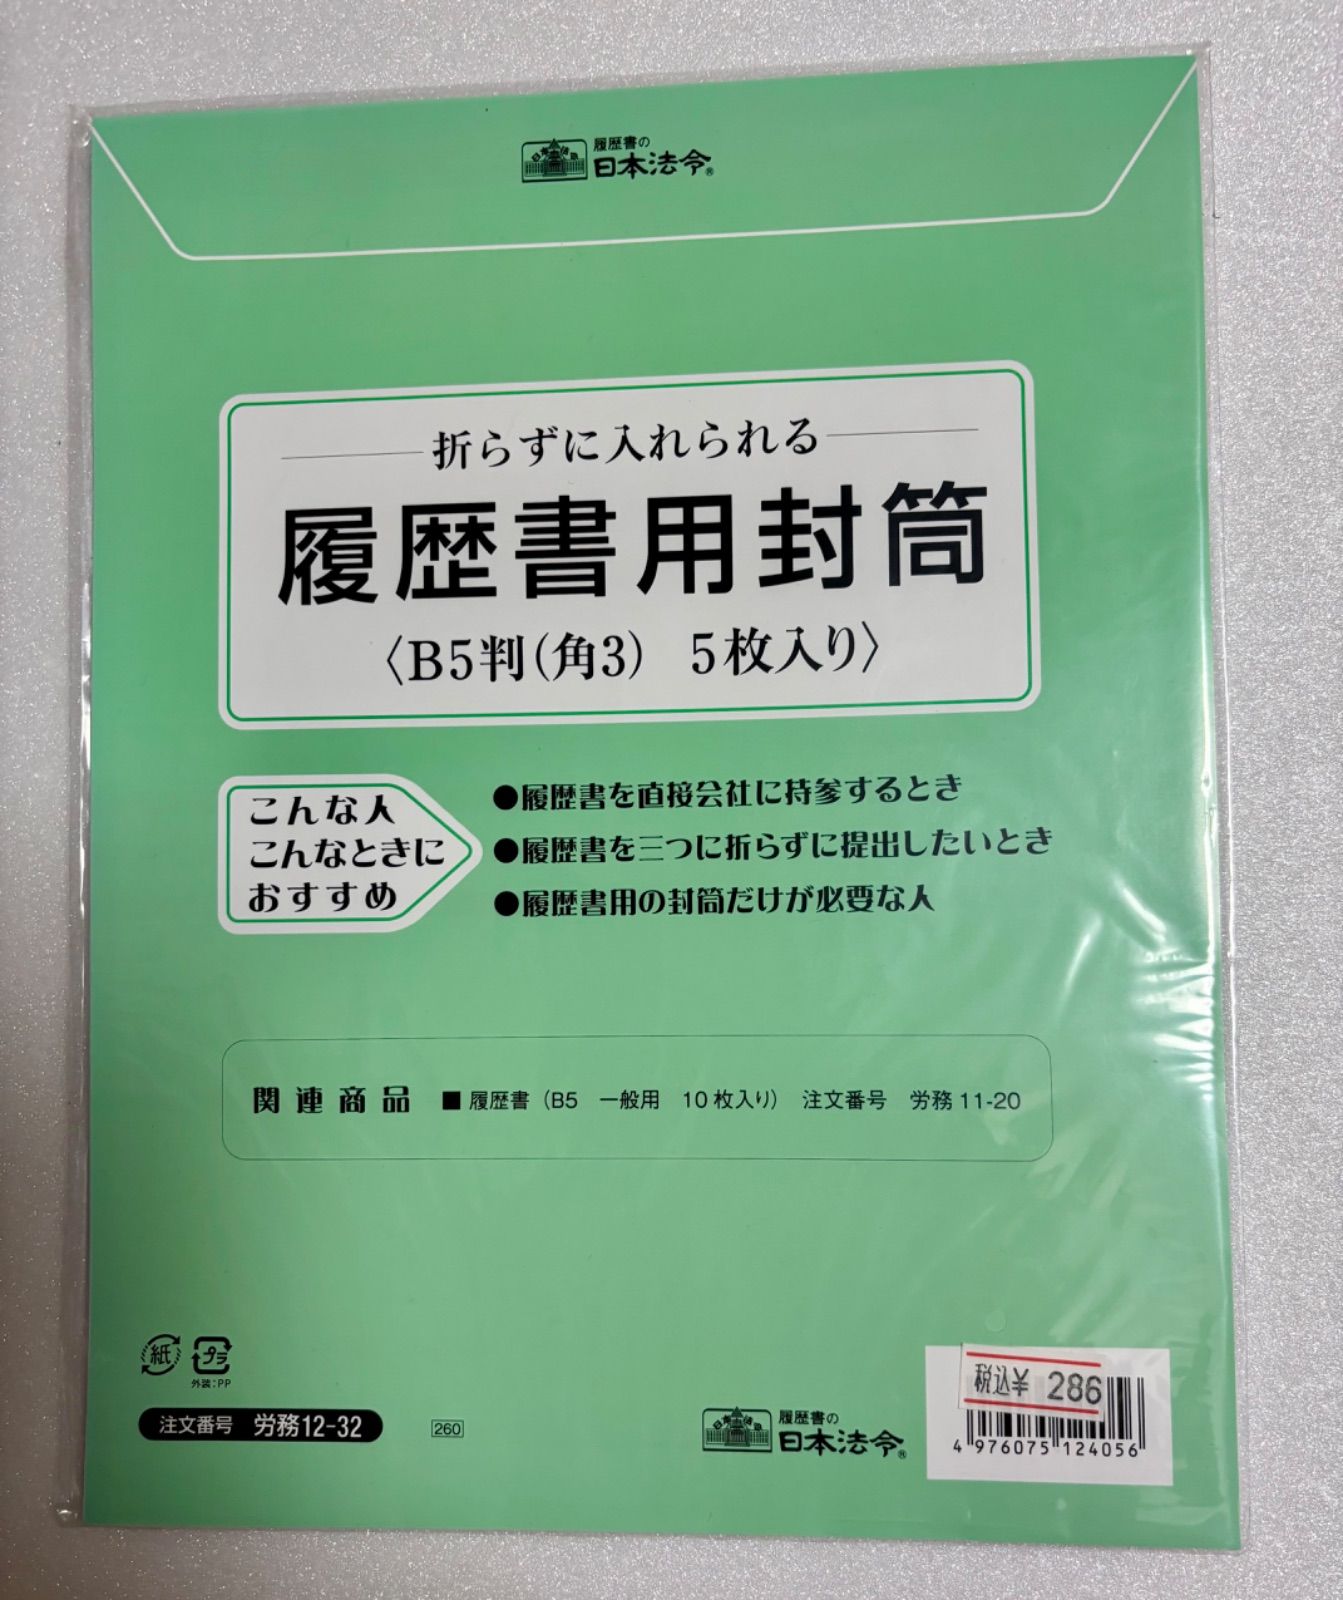 履歴書の
日本法令®
折らずに入れられる
履歴書用封筒
〈B5判(角3) 5枚入り〉
こんな人
こんなときに
おすすめ
●履歴書を直接会社に持参するとき
●履歴書を三つに折らずに提出したいとき
●履歴書用の封筒だけが必要な人
関連商品 ■履歴書(B5 一般用 10枚入り) 注文番号 労務11-20
紙
プラ
外装:PP
注文番号 労務12-32
260
履歴書の
日本法令®
税込¥ 286
4 976075 124056